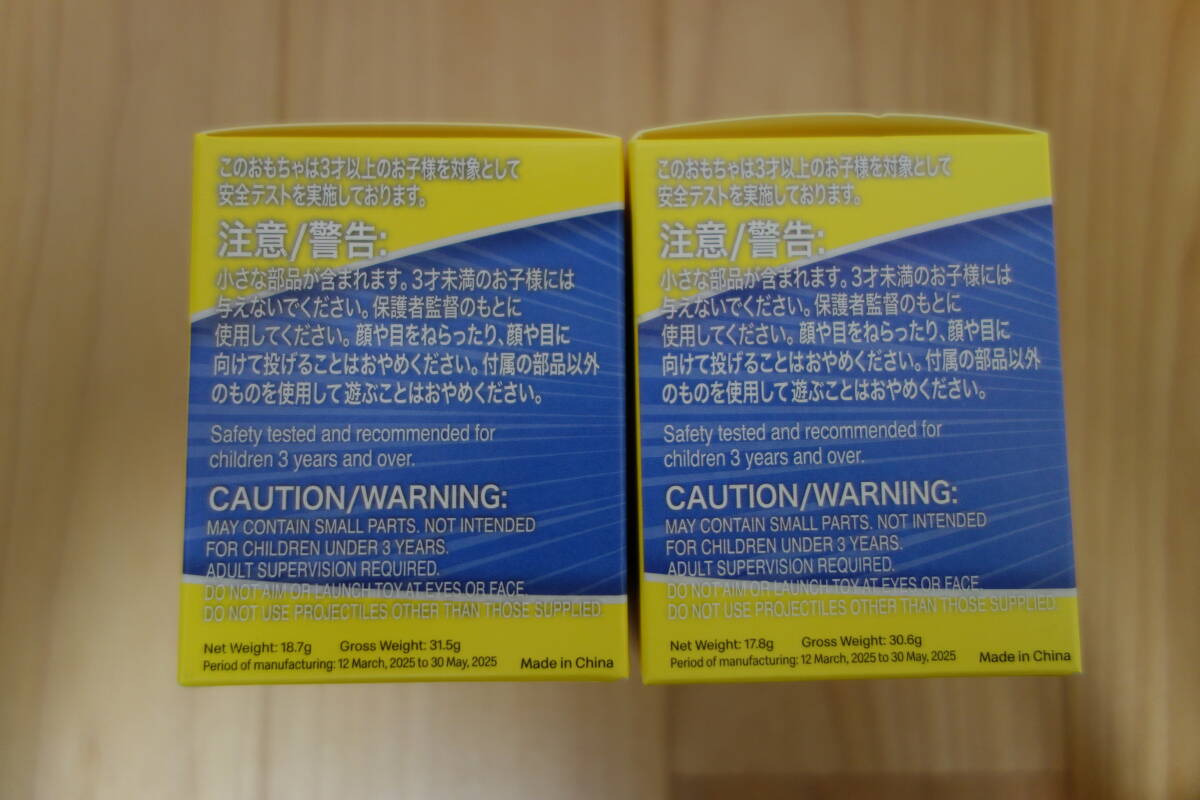 このおもちゃは3才以上のお子様を対象として
安全テストを実施しております。
注意/警告:
小さな部品が含まれます。3才未満のお子様には
与えないでください。保護者監督のもとに
使用してください。顔や目をねらったり、顔や目に
向けて投げることはおやめください。付属の部品以外
のものを使用して遊ぶことはおやめください。
Safety tested and recommended for
children 3 years and over.
CAUTION/WARNING:
MAY CONTAIN SMALL PARTS. NOT INTENDED
FOR CHILDREN UNDER 3 YEARS.
ADULT SUPERVISION REQUIRED.
DO NOT AIM OR LAUNCH TOY AT EYES OR FACE.
DO NOT USE PROJECTILES OTHER THAN THOSE SUPPLIED.
Net Weight: 18.7g Gross Weight: 31.5g
Period of manufacturing: 12 March, 2025 to 30 May, 2025 Made in China
このおもちゃは3才以上のお子様を対象として
安全テストを実施しております。
注意/警告:
小さな部品が含まれます。3才未満のお子様には
与えないでください。保護者監督のもとに
使用してください。顔や目をねらったり、顔や目に
向けて投げることはおやめください。付属の部品以外
のものを使用して遊ぶことはおやめください。
Safety tested and recommended for
children 3 years and over.
CAUTION/WARNING:
MAY CONTAIN SMALL PARTS. NOT INTENDED
FOR CHILDREN UNDER 3 YEARS.
ADULT SUPERVISION REQUIRED.
DO NOT AIM OR LAUNCH TOY AT EYES OR FACE.
DO NOT USE PROJECTILES OTHER THAN THOSE SUPPLIED.
Net Weight: 17.8g Gross Weight: 30.6g
Period of manufacturing: 12 March, 2025 to 30 May, 2025 Made in China